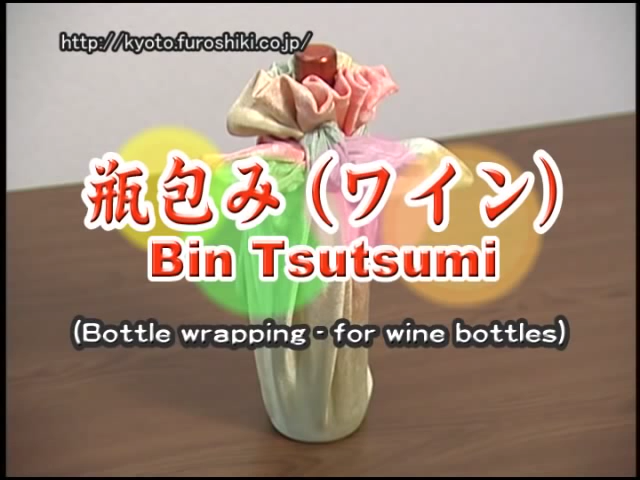 http://kyoto.furoshiki.co.jp/
瓶包み(ワイン)
Bin Tsutsumi
(Bottle wrapping - for wine bottles)